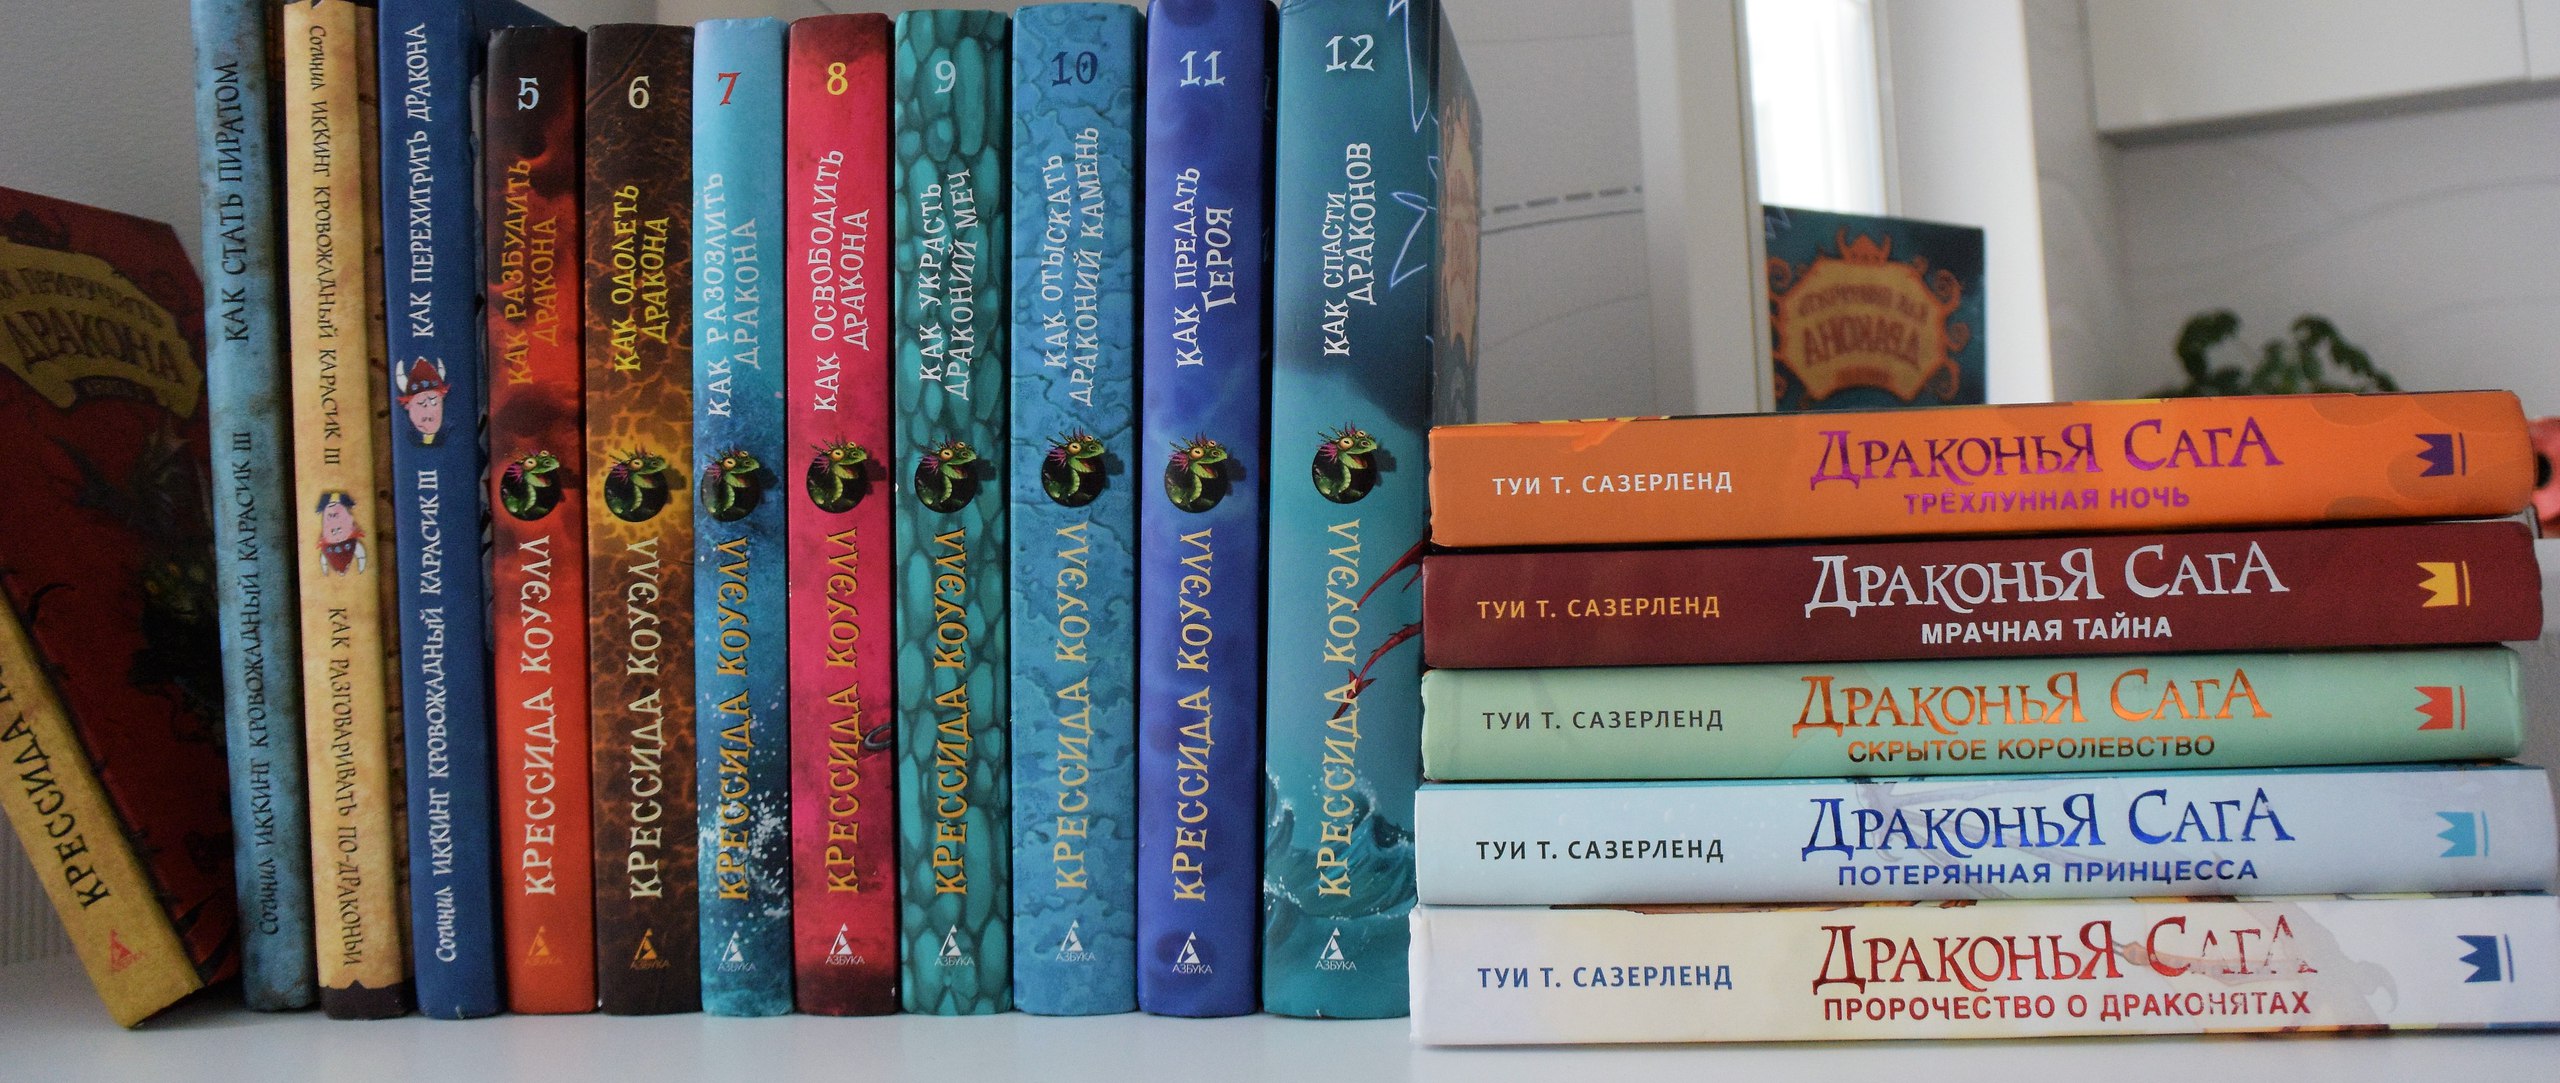 ДРАКОНА
КРЕССИДА
КАК СТАТЬ ПИРАТОМ
Сочинил ИККИНГ КРОВОЖАДНЫЙ КАРАСИК III
Сочинил ИККИНГ КРОВОЖАДНЫЙ КАРАСИК III
КАК РАЗГОВАРИВАТЬ ПО-ДРАКОНЬИ
КАК ПЕРЕХИТРИТЬ ДРАКОНА
Сочинил ИККИНГ КРОВОЖАДНЫЙ КАРАСИК III
5
КАК РАЗБУДИТЬ
ДРАКОНА
КРЕССИДА КОУЭЛЛ
АЗБУКА
6
КАК ОДОЛЕТЬ
ДРАКОНА
КРЕССИДА КОУЭЛЛ
АЗБУКА
7
КАК РАЗОЗЛИТЬ
ДРАКОНА
КРЕССИДА КОУЭЛЛ
АЗБУКА
8
КАК ОСВОБОДИТЬ
ДРАКОНА
КРЕССИДА КОУЭЛЛ
АЗБУКА
9
КАК УКРАСТЬ
ДРАКОНИЙ МЕЧ
КРЕССИДА КОУЭЛЛ
АЗБУКА
10
КАК ОТЫСКАТЬ
ДРАКОНИЙ КАМЕНЬ
КРЕССИДА КОУЭЛЛ
АЗБУКА
11
КАК ПРЕДАТЬ
ГЕРОЯ
КРЕССИДА КОУЭЛЛ
АЗБУКА
12
КАК СПАСТИ
ДРАКОНОВ
КРЕССИДА КОУЭЛЛ
АЗБУКА
ДРАКОНА
ТУИ Т. САЗЕРЛЕНД
ДРАКОНЬЯ САГА
ТРЁХЛУННАЯ НОЧЬ
ТУИ Т. САЗЕРЛЕНД
ДРАКОНЬЯ САГА
МРАЧНАЯ ТАЙНА
ТУИ Т. САЗЕРЛЕНД
ДРАКОНЬЯ САГА
СКРЫТОЕ КОРОЛЕВСТВО
ТУИ Т. САЗЕРЛЕНД
ДРАКОНЬЯ САГА
ПОТЕРЯННАЯ ПРИНЦЕССА
ТУИ Т. САЗЕРЛЕНД
ДРАКОНЬЯ САГА
ПРОРОЧЕСТВО О ДРАКОНЯТАХ